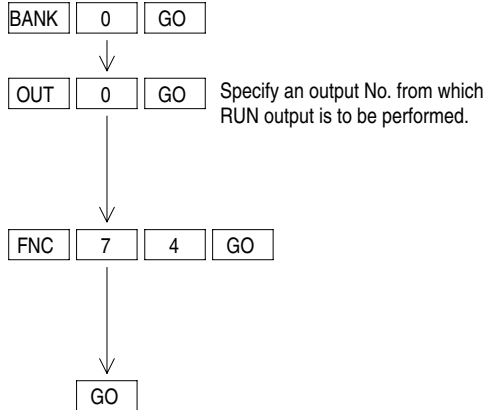 BANK 0 GO
OUT 0 GO Specify an output No. from which
RUN output is to be performed.
FNC 7 4 GO
GO